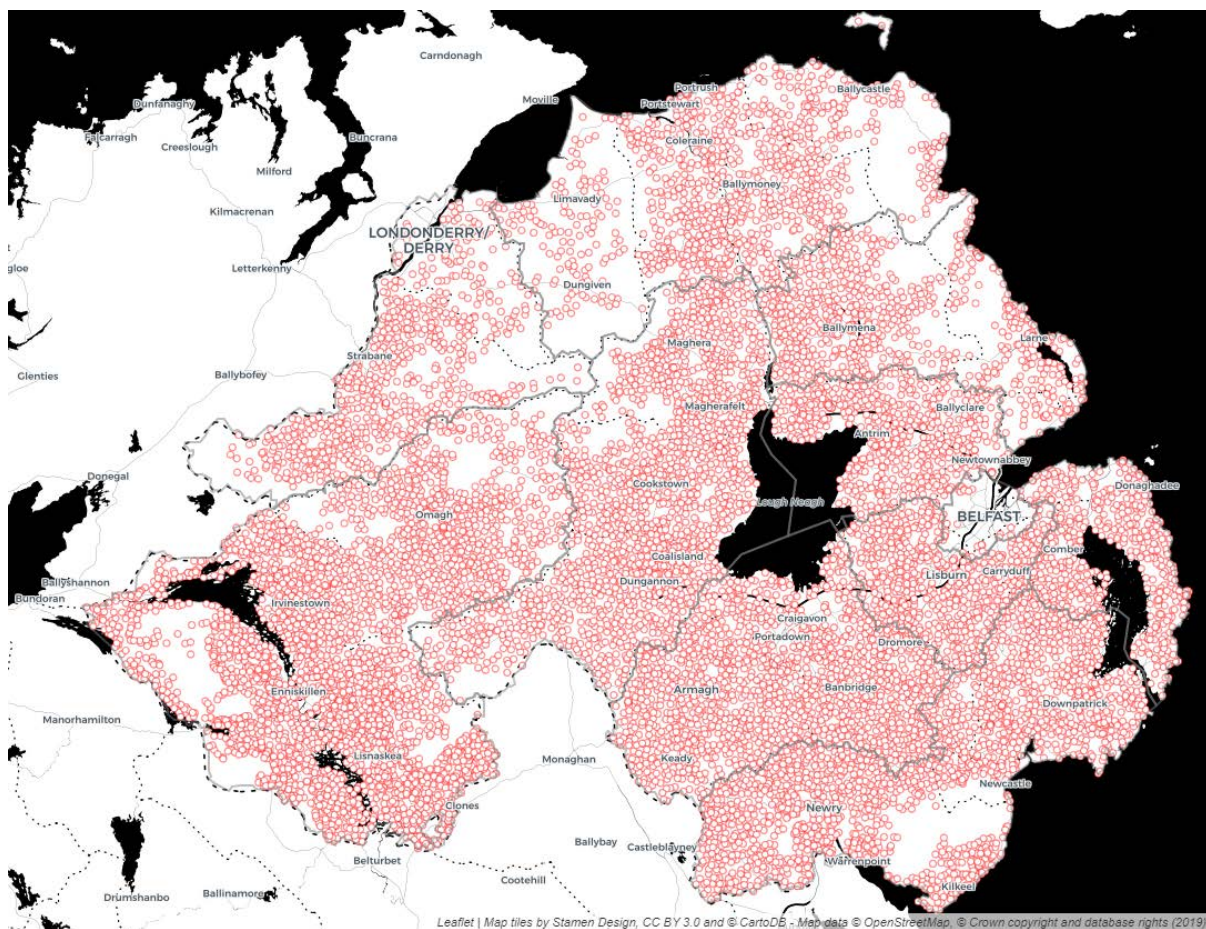 Carndonagh
Portrush
Ballycastle
Moville
Portstewart
Dunfanaghy
Falcarragh
Buncrana
Coleraine
Creeslough
Milford
Ballymoney
Limavady
Kilmacrenan
LONDONDERRY/
DERRY
gloe
Letterkenny
Dungiven
Ballymena
Larne
Maghera
Strabane
Glenties
Ballybofey
Magherafelt
Ballyclare
Antrim
Newtownabbey
Donegal
Cookstown
Donaghadee
Lough Neagh
Omagh
BELFAST
Comber
Coalisland
Carryduff
Lisburn
Ballyshannon
Dungannon
Bundoran
Irvinestown
Craigavon
Portadown
Dromore
Enniskillen
Armagh
Banbridge
Downpatrick
Manorhamilton
Lisnaskea
Monaghan
Keady
Newcastle
Clones
Newry
Ballybay
Castleblayney
Belturbet
Warrenpoint
Cootehill
Kilkeel
Drumshanbo
Ballinamore
Leaflet | Map tiles by Stamen Design, CC BY 3.0 and © CartoDB - Map data © OpenStreetMap, © Crown copyright and database rights (2019)